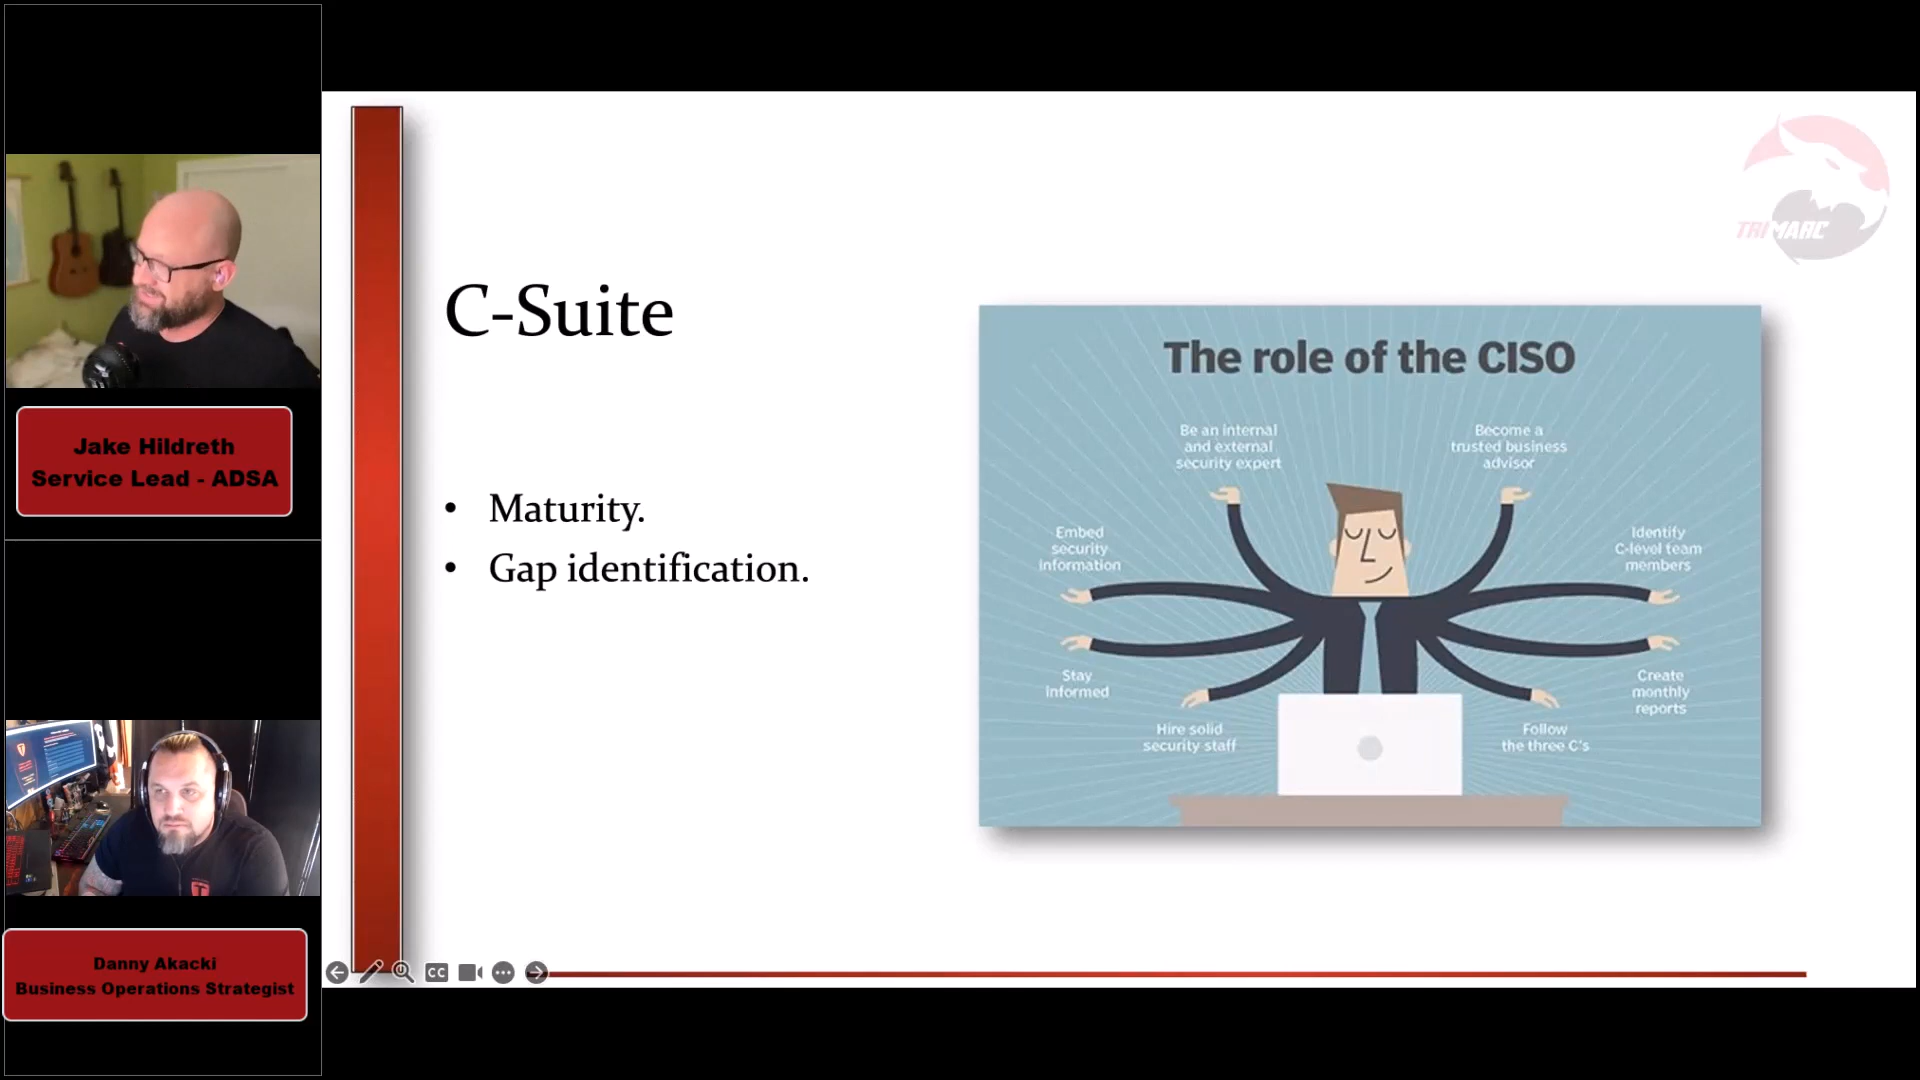 Jake Hildreth
Service Lead - ADSA
Danny Akacki
Business Operations Strategist
C-Suite
• Maturity.
• Gap identification.
TRIMARC
The role of the CISO
Be an internal
and external
security expert
Become a
trusted business
advisor
Embed
security
information
Identify
C-level team
members
Stay
informed
Create
monthly
reports
Hire solid
security staff
Follow
the three C's
CC